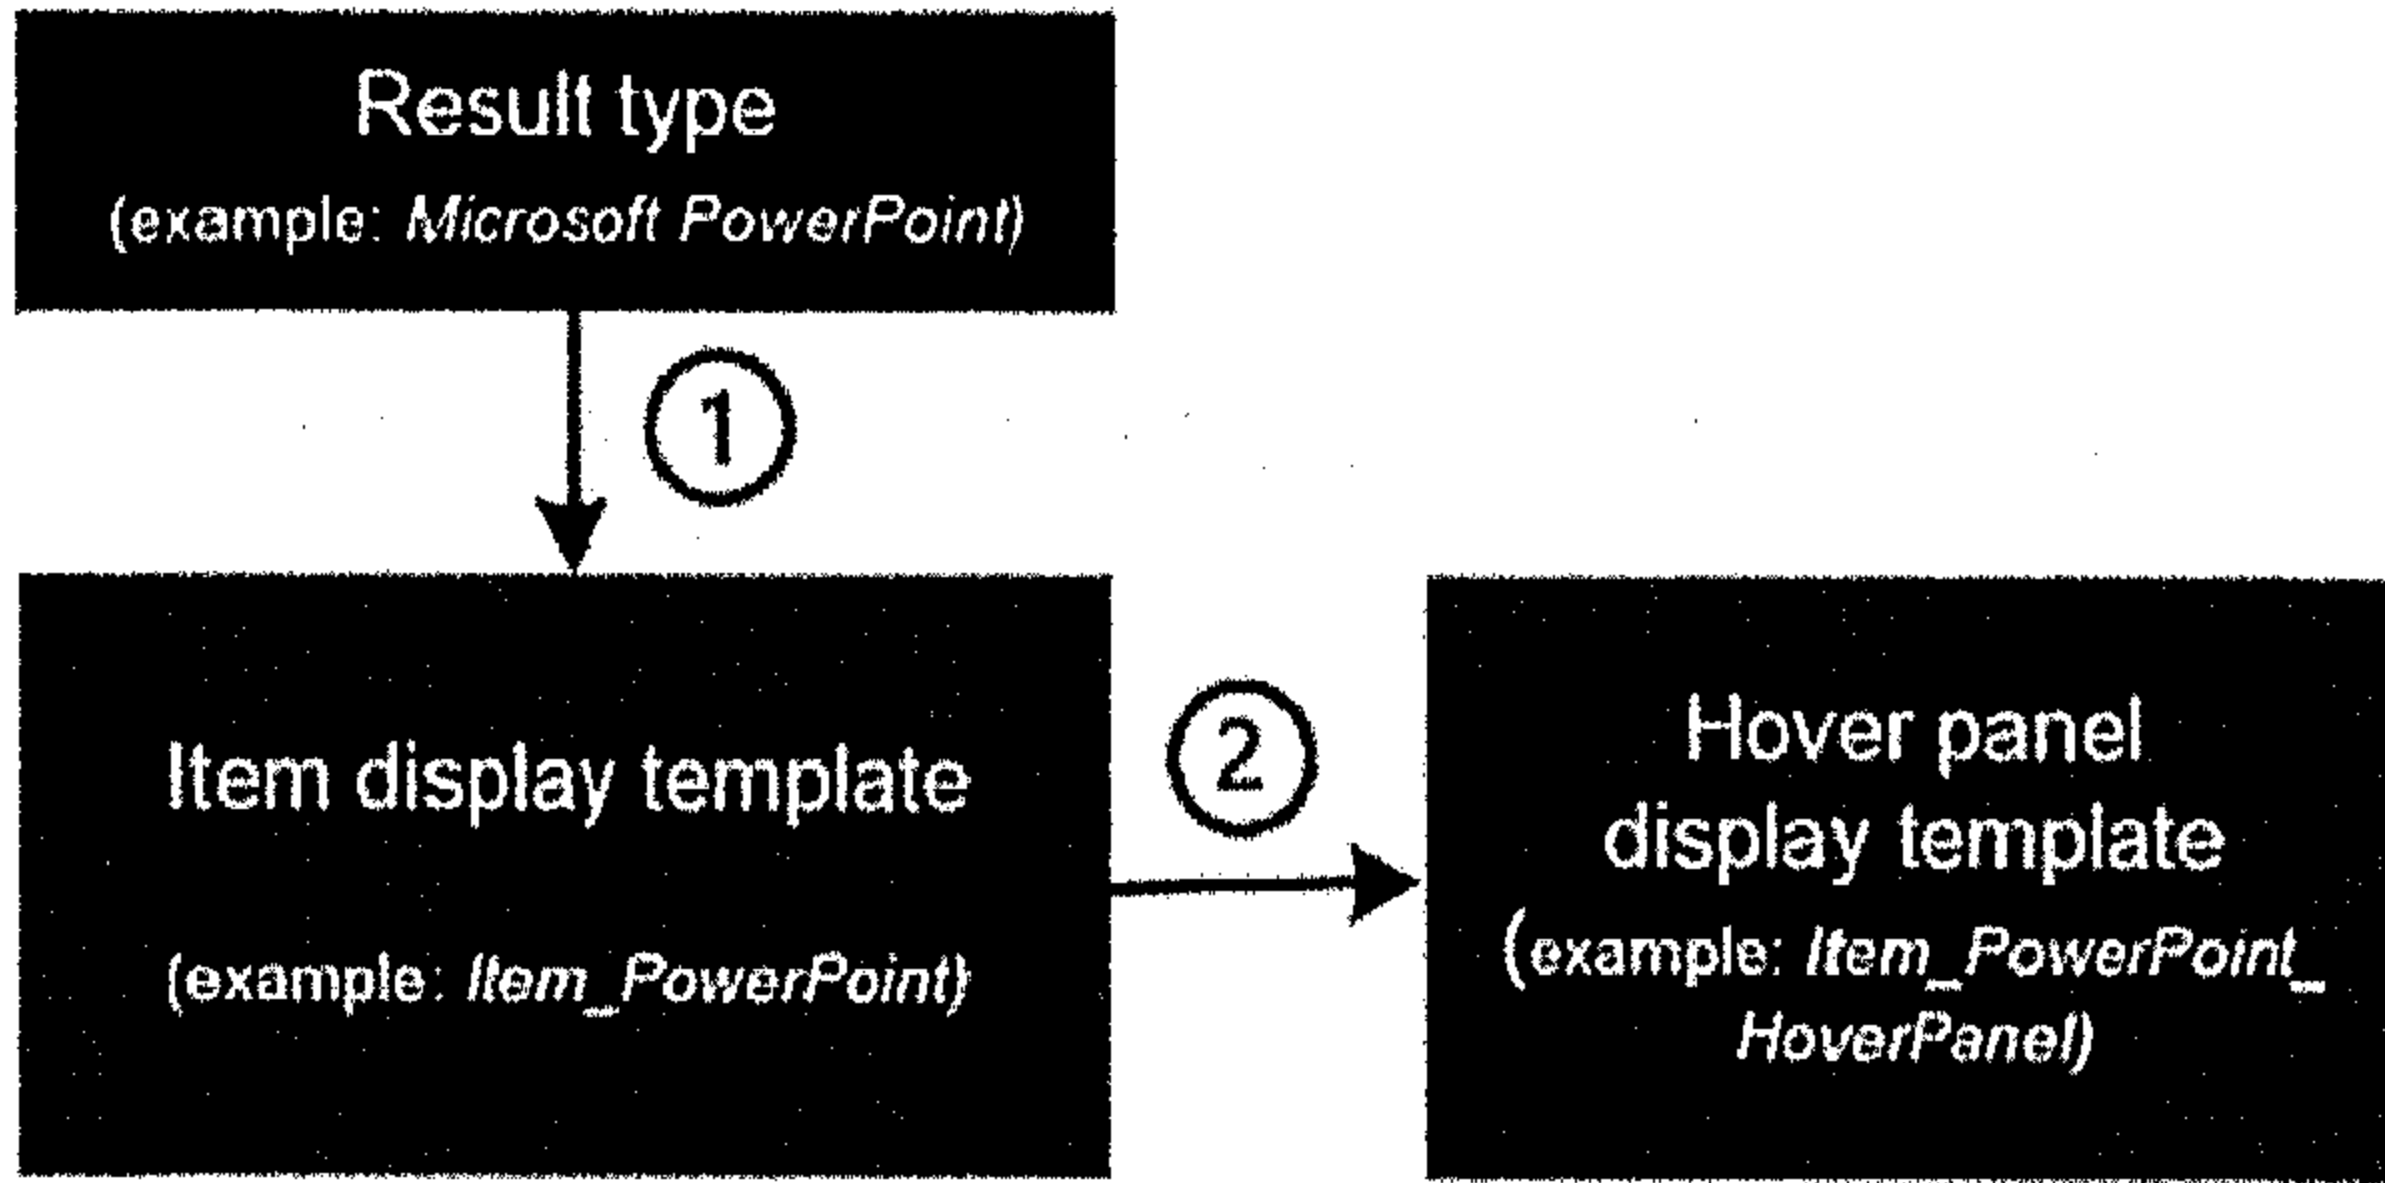 Result type
(example: Microsoft PowerPoint)
1
Item display template
(example: Item_PowerPoint)
2
Hover panel
display template
(example: Item_PowerPoint_
HoverPanel)